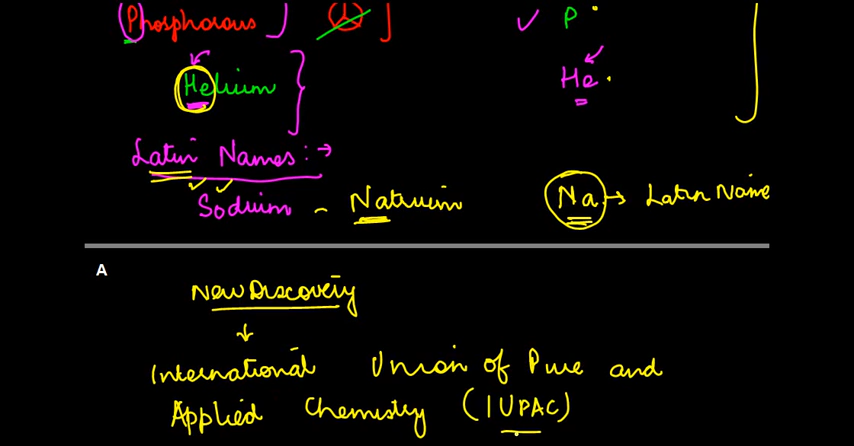 Phosphorous P
Helium He
Latin Names :→
Sodium - Natrium Na → Latin Name
A
New Discovery
International Union of Pure and
Applied Chemistry (IUPAC)